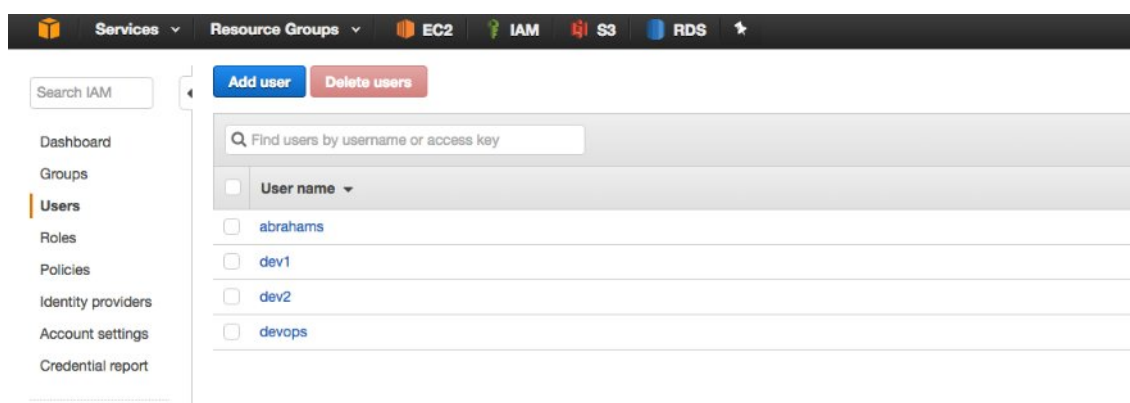 Services Resource Groups EC2 IAM S3 RDS
Search IAM
Dashboard
Groups
Users
Roles
Policies
Identity providers
Account settings
Credential report
Add user Delete users
Find users by username or access key
User name
abrahams
dev1
dev2
devops